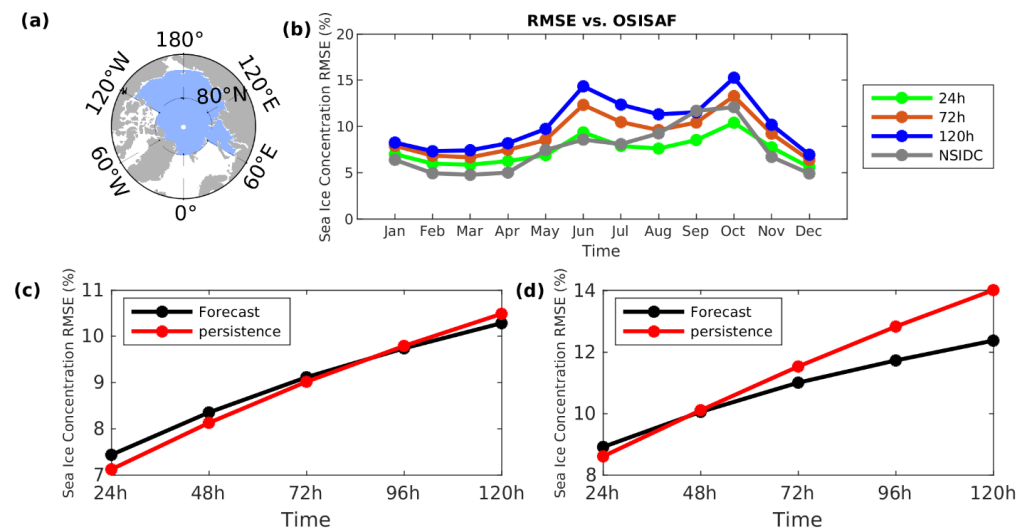 (a)
180°
120°W
120°E
80°N
60°W
60°E
0°
(b)
RMSE vs. OSISAF
Sea Ice Concentration RMSE (%)
20
15
10
5
0
Jan Feb Mar Apr May Jun Jul Aug Sep Oct Nov Dec
Time
24h
72h
120h
NSIDC
(c)
Sea Ice Concentration RMSE (%)
11
10
9
8
7
Forecast
persistence
24h 48h 72h 96h 120h
Time
(d)
Sea Ice Concentration RMSE (%)
14
12
10
8
Forecast
persistence
24h 48h 72h 96h 120h
Time